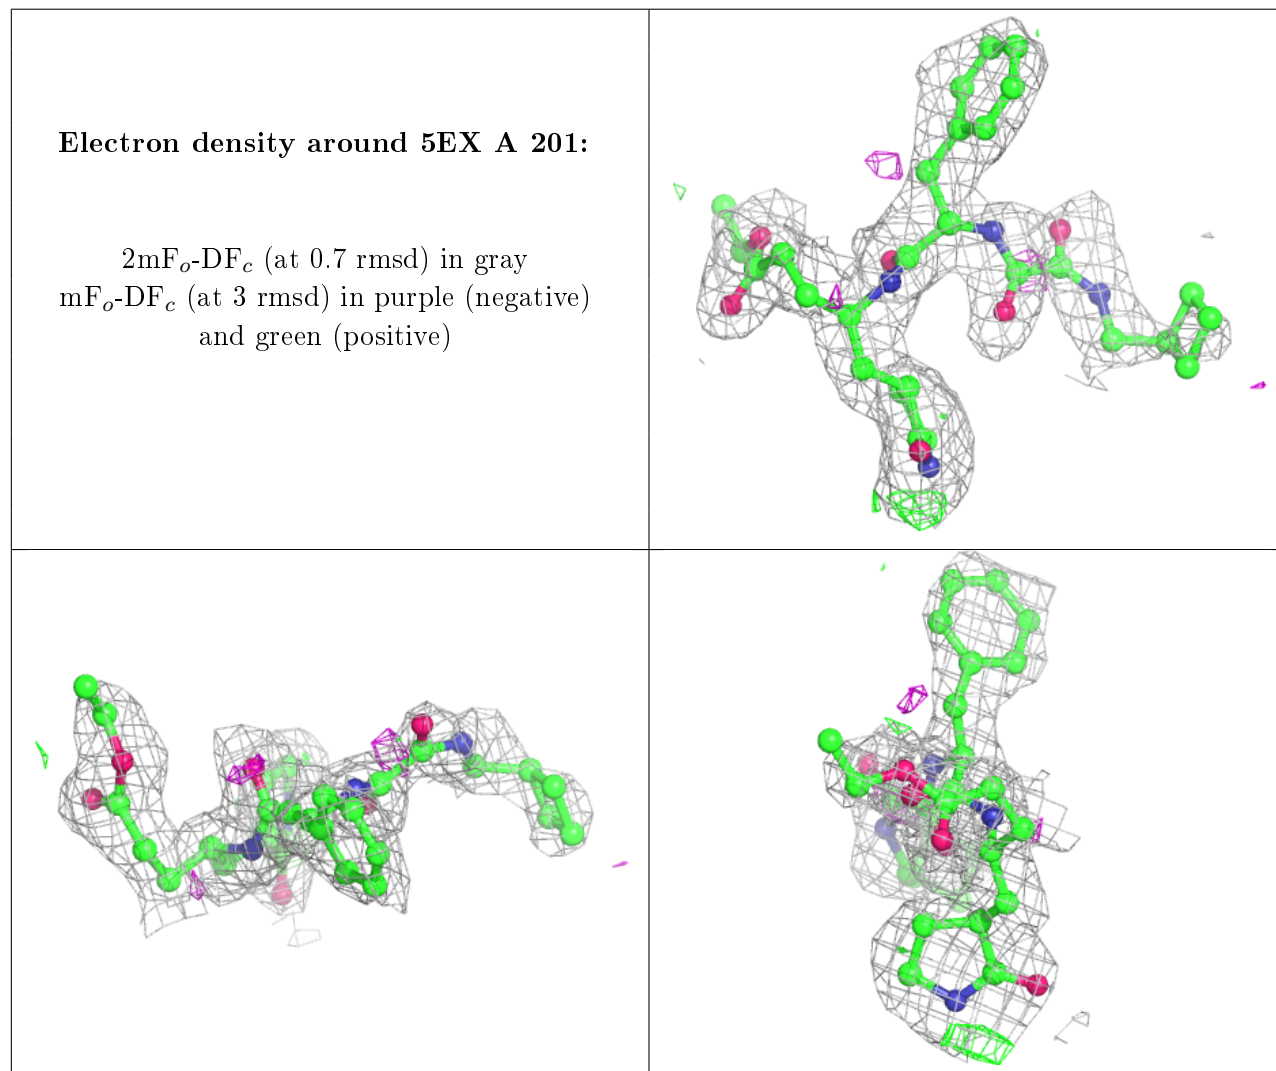 Electron density around 5EX A 201:
2mFₒ-DF𝒸 (at 0.7 rmsd) in gray
mFₒ-DF𝒸 (at 3 rmsd) in purple (negative)
and green (positive)